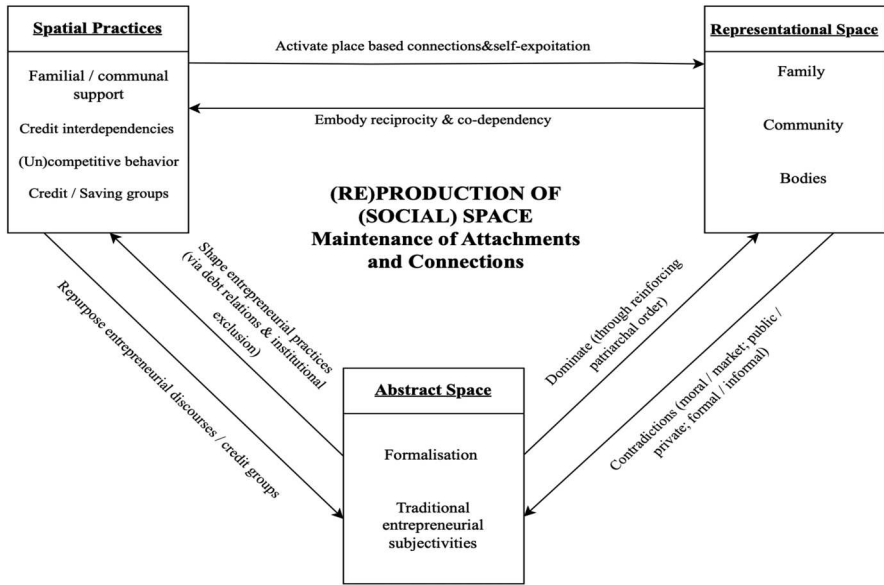 Spatial Practices
Familial / communal
support
Credit interdependencies
(Un)competitive behavior
Credit / Saving groups
Activate place based connections&self-expoitation
Embody reciprocity & co-dependency
Representational Space
Family
Community
Bodies
(RE)PRODUCTION OF
(SOCIAL) SPACE
Maintenance of Attachments
and Connections
Shape entrepreneurial practices
(via debt relations & institutional
exclusion)
Repurpose entrepreneurial discourses / credit groups
Dominate (through reinforcing
patriarchal order)
Contradictions (moral / market; public /
private; formal / informal)
Abstract Space
Formalisation
Traditional
entrepreneurial
subjectivities